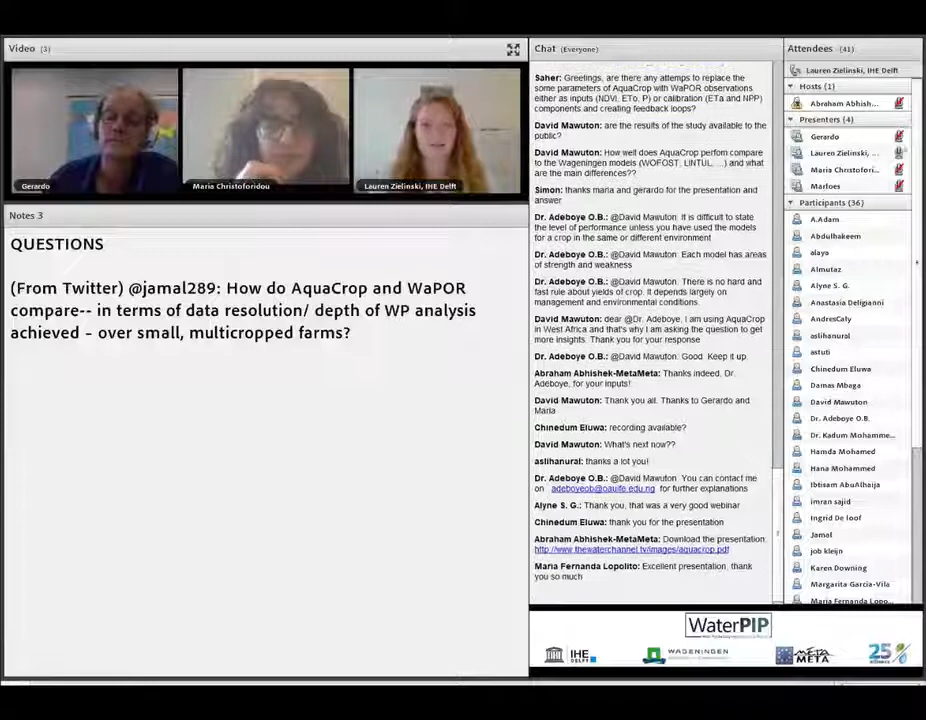 Video (3)
Gerardo
Maria Christoforidou
Lauren Zielinski, IHE Delft
Notes 3
QUESTIONS
(From Twitter) @jamal289: How do AquaCrop and WaPOR
compare-- in terms of data resolution/ depth of WP analysis
achieved - over small, multicropped farms?
Chat (Everyone)
Saher: Greetings, are there any attemps to replace the
some parameters of AquaCrop with WaPOR observations
either as inputs (NDVI, ETo, P) or calibration (ETa and NPP)
components and creating feedback loops?
David Mawuton: are the results of the study available to the
public?
David Mawuton: How well does AquaCrop perfom compare
to the Wageningen models (WOFOST, LINTUL, ...) and what
are the main differences??
Simon: thanks maria and gerardo for the presentation and
answer
Dr. Adeboye O.B.: @David Mawuton. It is difficult to state
the level of performance unless you have used the models
for a crop in the same or different environment
Dr. Adeboye O.B.: @David Mawuton. Each model has areas
of strength and weakness
Dr. Adeboye O.B.: @David Mawuton. There is no hard and
fast rule about yields of crop. It depends largely on
management and environmental conditions.
David Mawuton: dear @Dr. Adeboye, I am using AquaCrop
in West Africa and that's why I am asking the question to get
more insights. Thank you for your response
Dr. Adeboye O.B.: @David Mawuton. Good. Keep it up.
Abraham Abhishek-MetaMeta: Thanks indeed, Dr.
Adeboye, for your inputs!
David Mawuton: Thank you all. Thanks to Gerardo and
Maria
Chinedum Eluwa: recording available?
David Mawuton: What's next now??
aslihanural: thanks a lot you!
Dr. Adeboye O.B.: @David Mawuton. You can contact me
on adeboyeob@oauife.edu.ng for further explanations
Alyne S. G.: Thank you, that was a very good webinar
Chinedum Eluwa: thank you for the presentation
Abraham Abhishek-MetaMeta: Download the presentation:
http://www.thewaterchannel.tv/images/aquacrop.pdf
Maria Fernanda Lopolito: Excellent presentation, thank
you so much
Attendees (41)
Lauren Zielinski, IHE Delft
Hosts (1)
Abraham Abhish...
Presenters (4)
Gerardo
Lauren Zielinski, ...
Maria Christofori...
Marloes
Participants (36)
A.Adam
Abdulhakeem
alaya
Almutaz
Alyne S. G.
Anastasia Deligianni
AndresCaly
aslihanural
astuti
Chinedum Eluwa
Damas Mbaga
David Mawuton
Dr. Adeboye O.B.
Dr. Kadum Mohamme...
Hamda Mohamed
Hana Mohammed
Ibtisam AbuAlhaija
imran sajid
Ingrid De loof
Jamal
job kleijn
Karen Downing
Margarita Garcia-Vila
Maria Fernanda Lopo...
WaterPIP
IHE
DELFT
WAGENINGEN
META
META
25